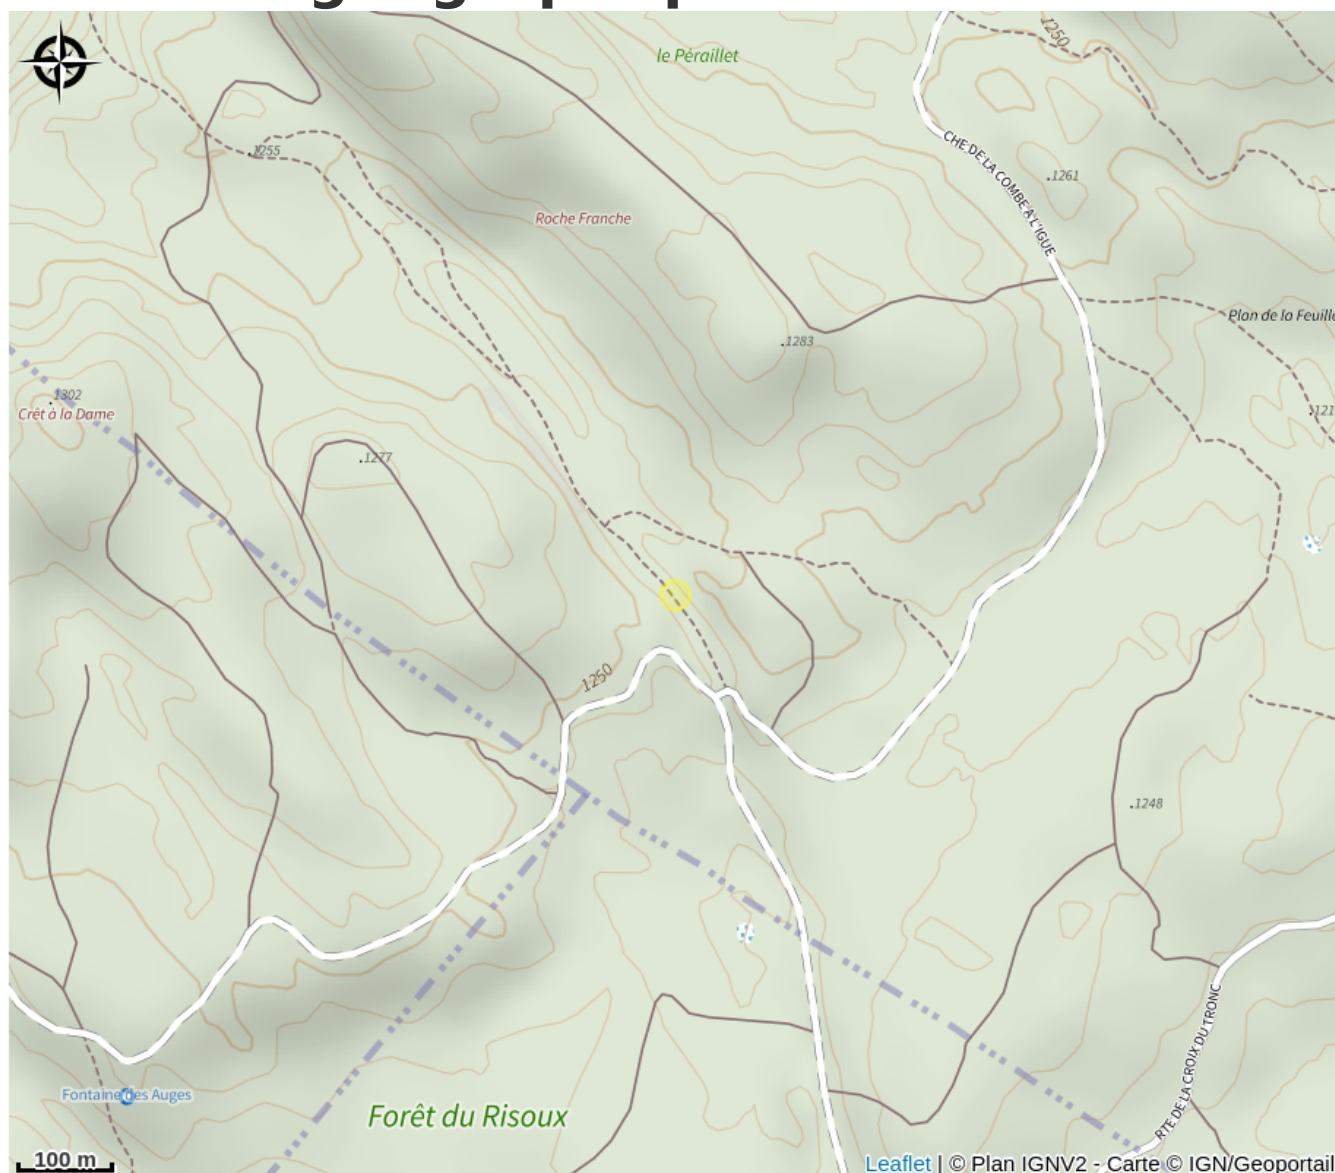 le Péraillet
1250
1255
CHE DE LA COMBE A L'IGUE
1261
Roche Franche
Plan de la Feuille
1283
1302
Crêt à la Dame
121
1277
1250
1248
Fontaine des Auges
Forêt du Risoux
RTE DE LA CROIX DU TRONC
100 m
Leaflet | © Plan IGNV2 - Carte © IGN/Geoportail